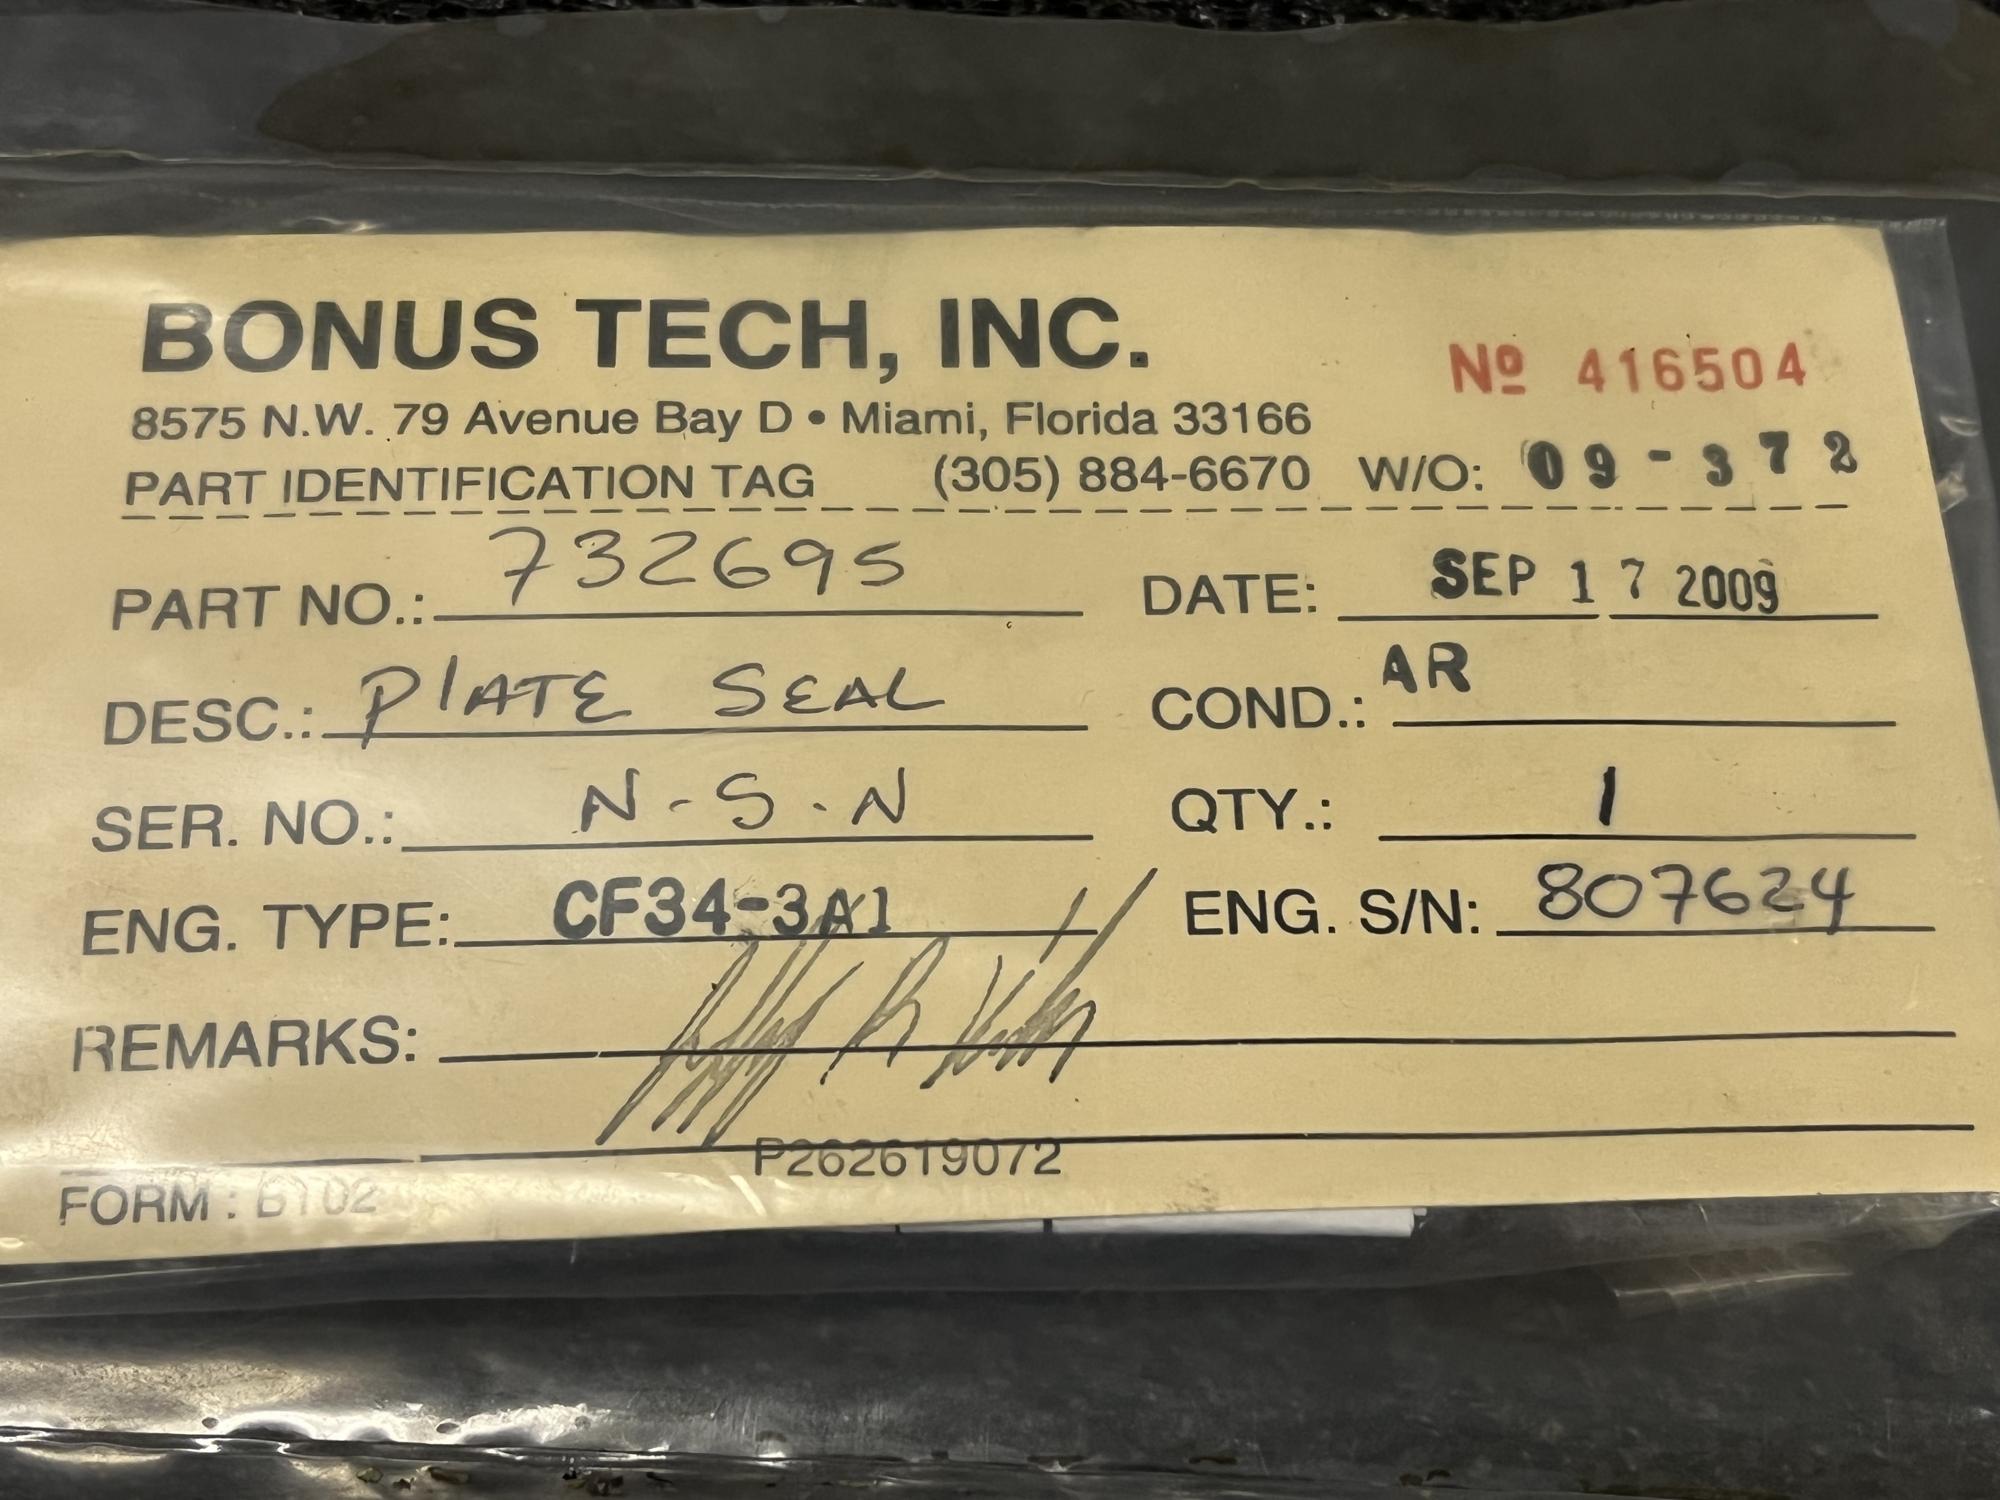 BONUS TECH, INC.
Nº 416504
8575 N.W. 79 Avenue Bay D • Miami, Florida 33166
PART IDENTIFICATION TAG (305) 884-6670 W/O: 09-372
PART NO.: 732695 DATE: SEP 17 2009
DESC.: PLATE SEAL COND.: AR
SER. NO.: N-S-N QTY.: 1
ENG. TYPE: CF34-3A1 ENG. S/N: 807624
REMARKS:
P262619072
FORM: B102